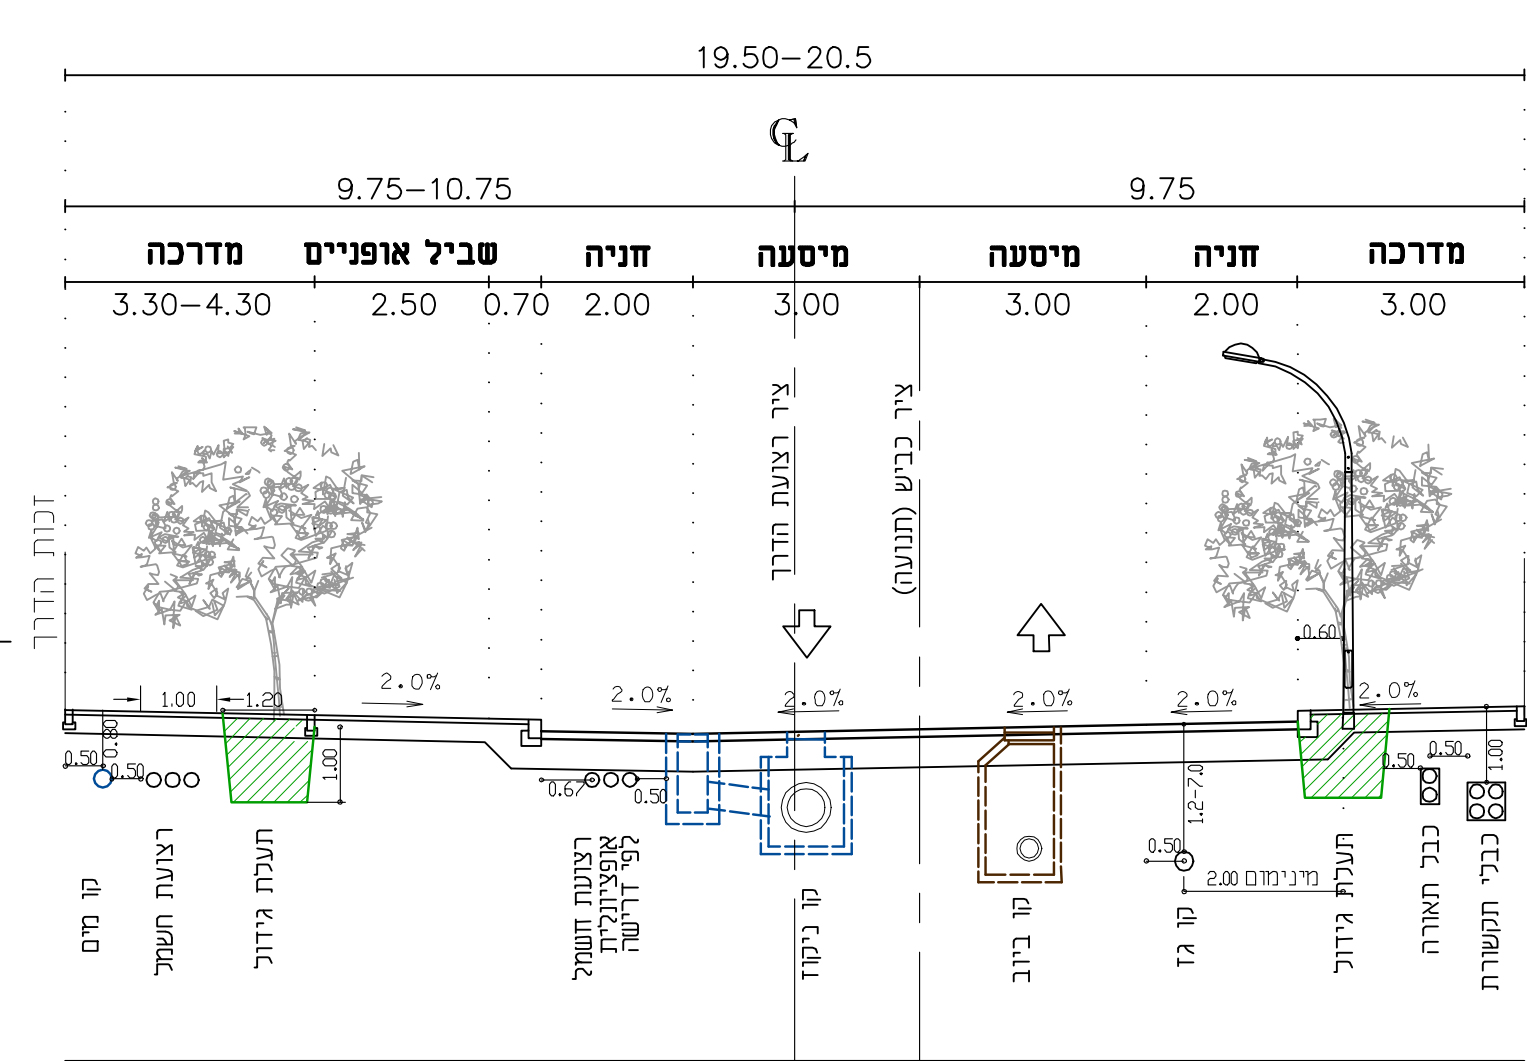 19.50–20.5
CL
9.75–10.75
9.75
מדרכה
שביל אופניים
חניה
מיסעה
מיסעה
חניה
מדרכה
3.30–4.30
2.50
0.70
2.00
3.00
3.00
2.00
3.00
ציר רצועת הדרך
ציר כביש (תנועה)
זכות הדרך
0.60
1.00
1.20
2.0%
2.0%
2.0%
2.0%
2.0%
2.0%
0.80
0.50
0.50
1.00
0.67
0.50
1.2-7.0
0.50
0.50
0.50
1.00
2.00 מינימום
קו מים
רצועת חשמל
תעלת גידול
רצועת חשמל
אופציונלית
לפי דרישה
קו ניקוז
קו ביוב
קו גז
תעלת גידול
כבל תאורה
כבלי תקשורת